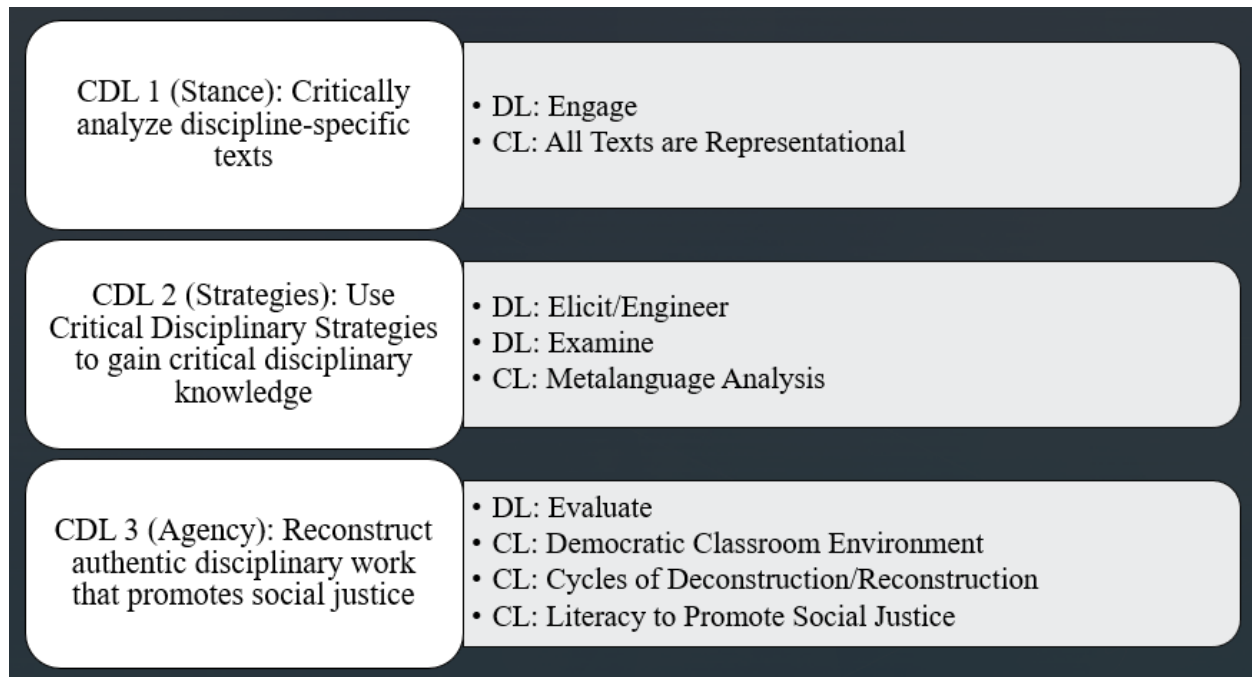 CDL 1 (Stance): Critically
analyze discipline-specific
texts
• DL: Engage
• CL: All Texts are Representational
CDL 2 (Strategies): Use
Critical Disciplinary Strategies
to gain critical disciplinary
knowledge
• DL: Elicit/Engineer
• DL: Examine
• CL: Metalanguage Analysis
CDL 3 (Agency): Reconstruct
authentic disciplinary work
that promotes social justice
• DL: Evaluate
• CL: Democratic Classroom Environment
• CL: Cycles of Deconstruction/Reconstruction
• CL: Literacy to Promote Social Justice